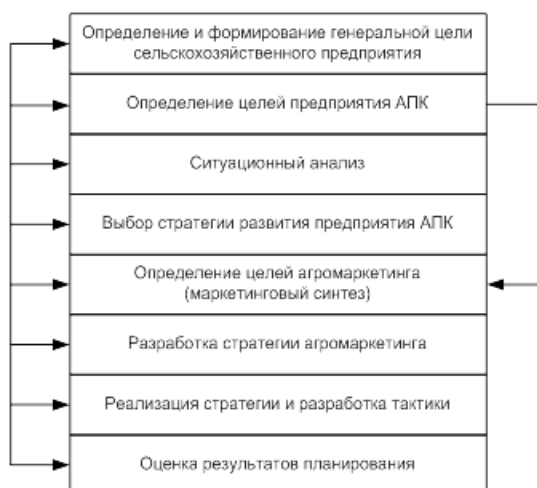 Определение и формирование генеральной цели
сельскохозяйственного предприятия
Определение целей предприятия АПК
Ситуационный анализ
Выбор стратегии развития предприятия АПК
Определение целей агромаркетинга
(маркетинговый синтез)
Разработка стратегии агромаркетинга
Реализация стратегии и разработка тактики
Оценка результатов планирования